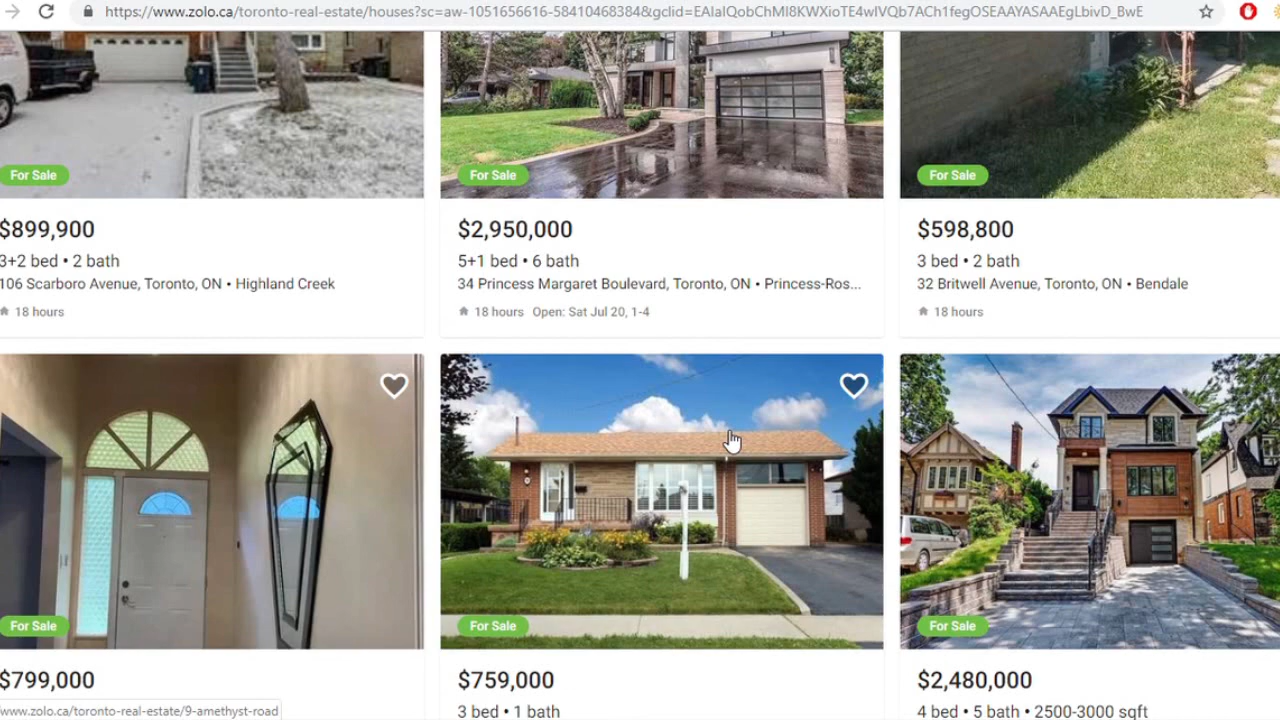 https://www.zolo.ca/toronto-real-estate/houses?sc=aw-1051656616-58410468384&gclid=EAIaIQobChMI8KWXioTE4wIVQb7ACh1fegOSEAAYASAAEgLbivD_BwE
For Sale
For Sale
For Sale
$899,900
3+2 bed • 2 bath
106 Scarboro Avenue, Toronto, ON • Highland Creek
18 hours
$2,950,000
5+1 bed • 6 bath
34 Princess Margaret Boulevard, Toronto, ON • Princess-Ros...
18 hours Open: Sat Jul 20, 1-4
$598,800
3 bed • 2 bath
32 Britwell Avenue, Toronto, ON • Bendale
18 hours
For Sale
For Sale
For Sale
$799,000
$759,000
3 bed • 1 bath
$2,480,000
4 bed • 5 bath • 2500-3000 sqft
www.zolo.ca/toronto-real-estate/9-amethyst-road